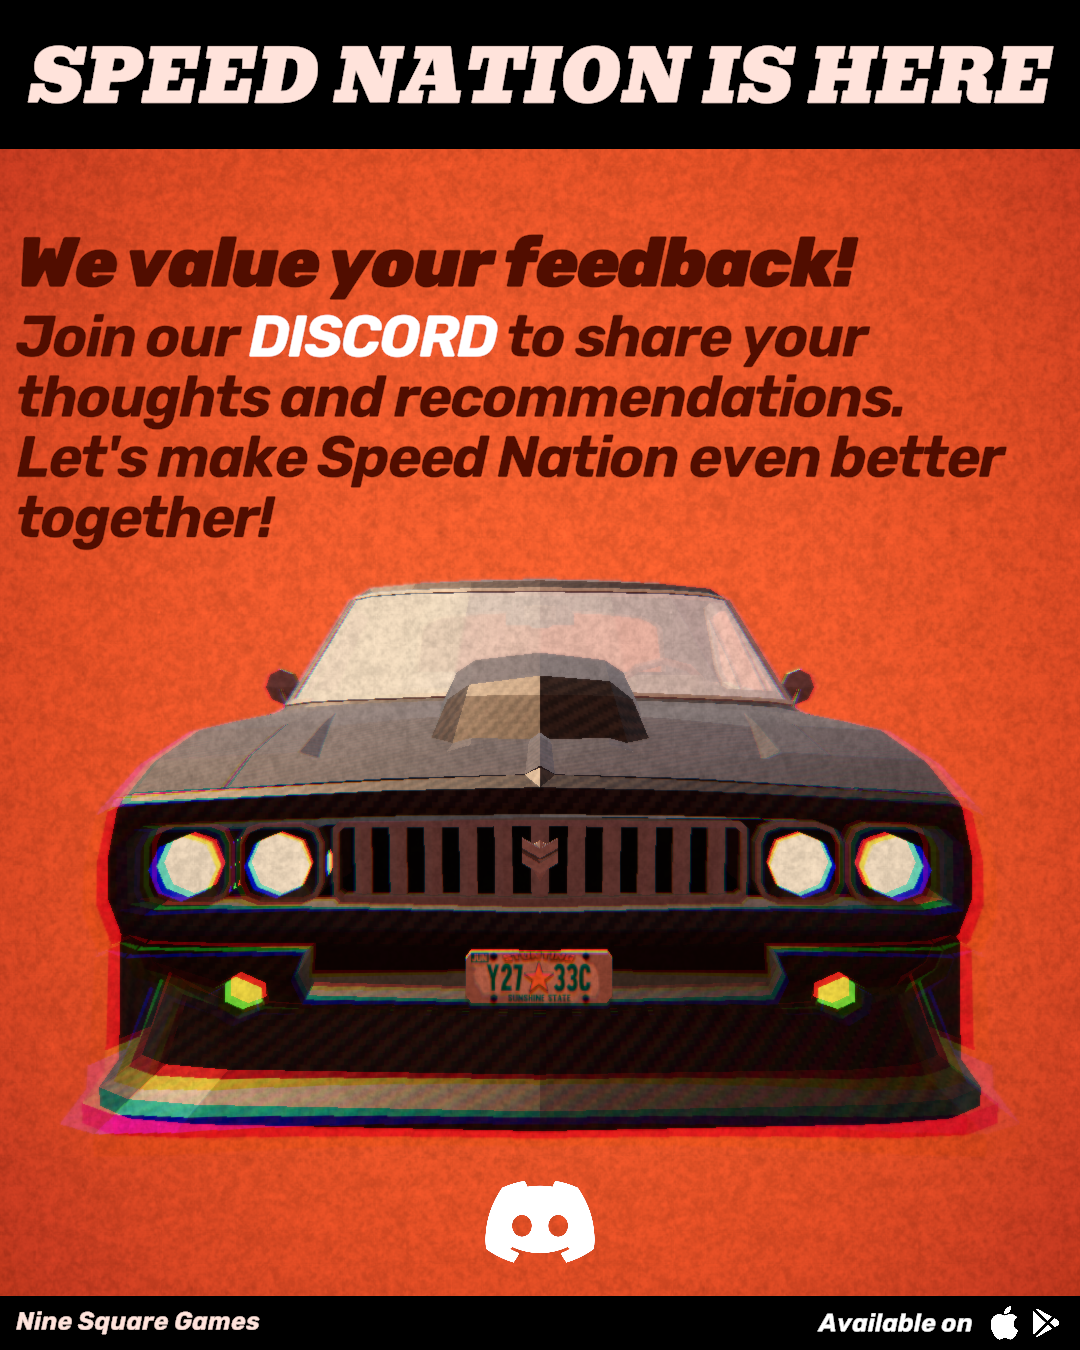 SPEED NATION IS HERE
We value your feedback!
Join our DISCORD to share your
thoughts and recommendations.
Let's make Speed Nation even better
together!
Y27 33C
SUNSHINE STATE
Nine Square Games
Available on